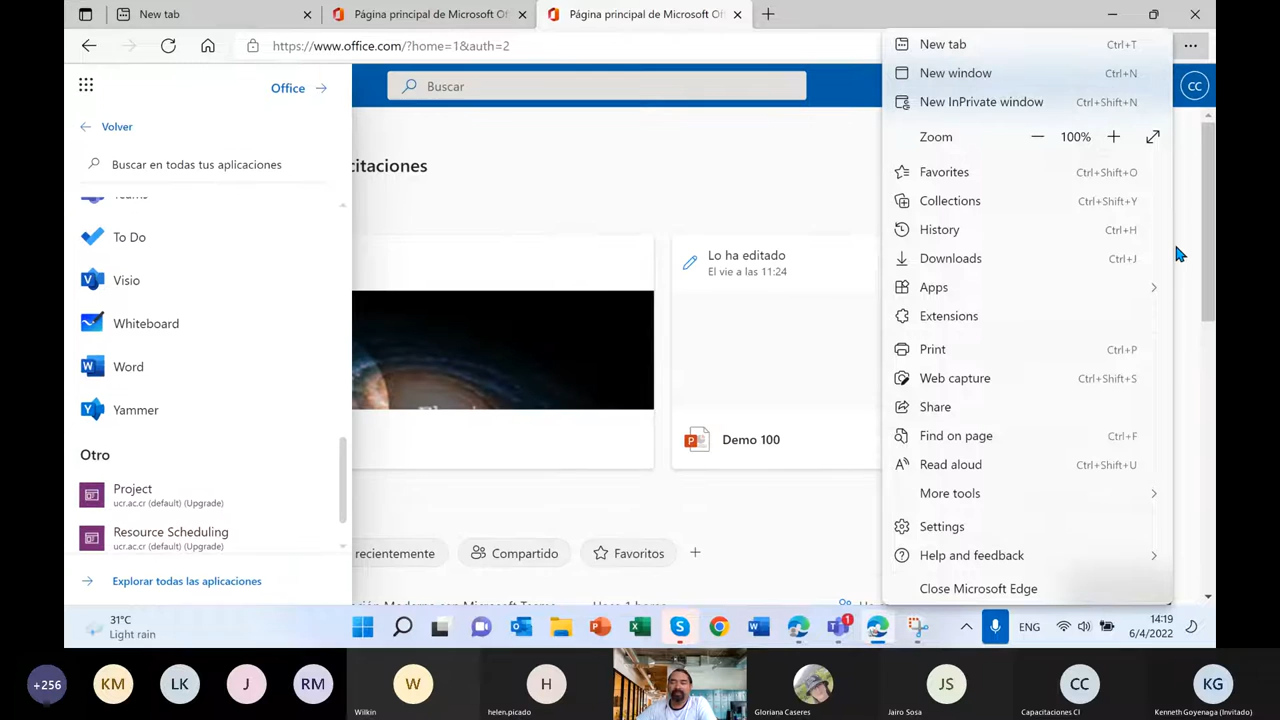 New tab
Página principal de Microsoft Of
Página principal de Microsoft Of
https://www.office.com/?home=1&auth=2
Office
Buscar
CC
Volver
Buscar en todas tus aplicaciones
Teams
To Do
Visio
Whiteboard
Word
Yammer
Otro
Project
ucr.ac.cr (default) (Upgrade)
Resource Scheduling
ucr.ac.cr (default) (Upgrade)
Explorar todas las aplicaciones
citaciones
Lo ha editado
El vie a las 11:24
Demo 100
recientemente
Compartido
Favoritos
New tab Ctrl+T
New window Ctrl+N
New InPrivate window Ctrl+Shift+N
Zoom 100%
Favorites Ctrl+Shift+O
Collections Ctrl+Shift+Y
History Ctrl+H
Downloads Ctrl+J
Apps
Extensions
Print Ctrl+P
Web capture Ctrl+Shift+S
Share
Find on page Ctrl+F
Read aloud Ctrl+Shift+U
More tools
Settings
Help and feedback
Close Microsoft Edge
31°C
Light rain
1
ENG
14:19
6/4/2022
+256
KM
LK
J
RM
W
Wilkin
H
helen.picado
Gloriana Caseres
JS
Jairo Sosa
CC
Capacitaciones CI
KG
Kenneth Goyenaga (Invitado)